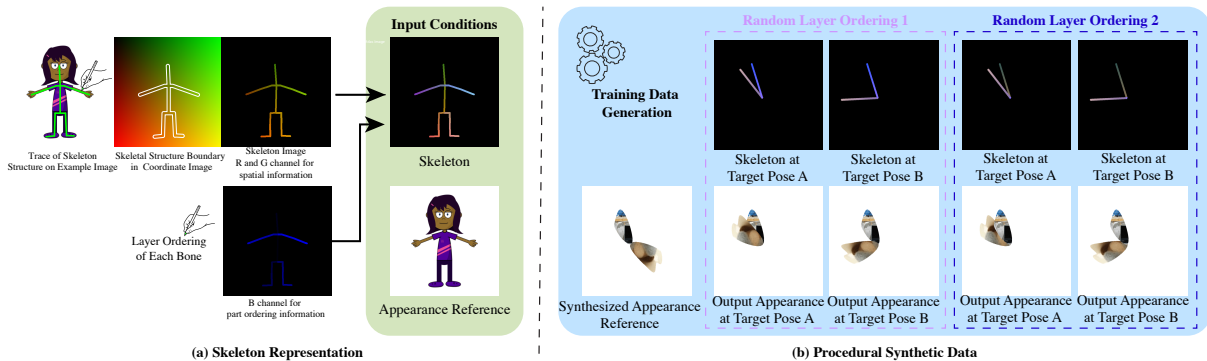 Input Conditions
Trace of Skeleton
Structure on Example Image
Skeletal Structure Boundary
in Coordinate Image
Skeleton Image
R and G channel for
spatial information
Skeleton
Layer Ordering
of Each Bone
B channel for
part ordering information
Appearance Reference
(a) Skeleton Representation
Random Layer Ordering 1
Random Layer Ordering 2
Training Data
Generation
Skeleton at
Target Pose A
Skeleton at
Target Pose B
Skeleton at
Target Pose A
Skeleton at
Target Pose B
Synthesized Appearance
Reference
Output Appearance
at Target Pose A
Output Appearance
at Target Pose B
Output Appearance
at Target Pose A
Output Appearance
at Target Pose B
(b) Procedural Synthetic Data